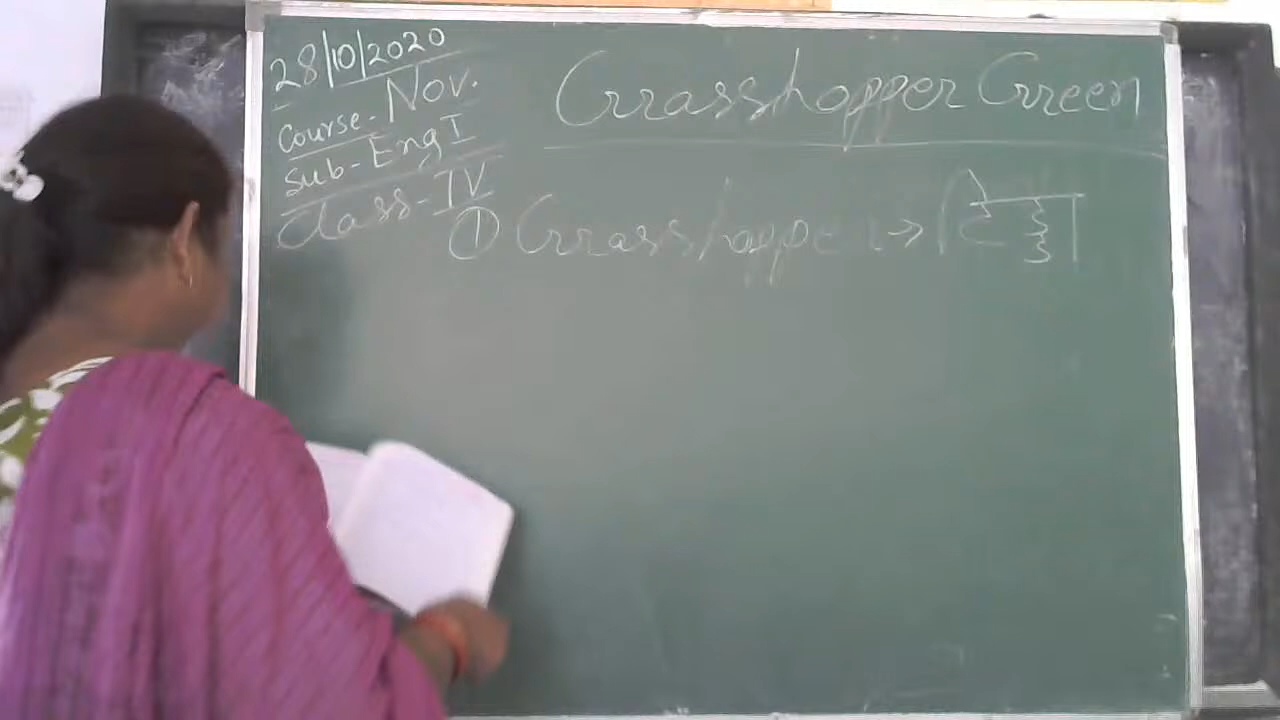 28/10/2020
Course - Nov.
Sub - Eng I
Class - IV
Grasshopper Green
① Grasshopper →